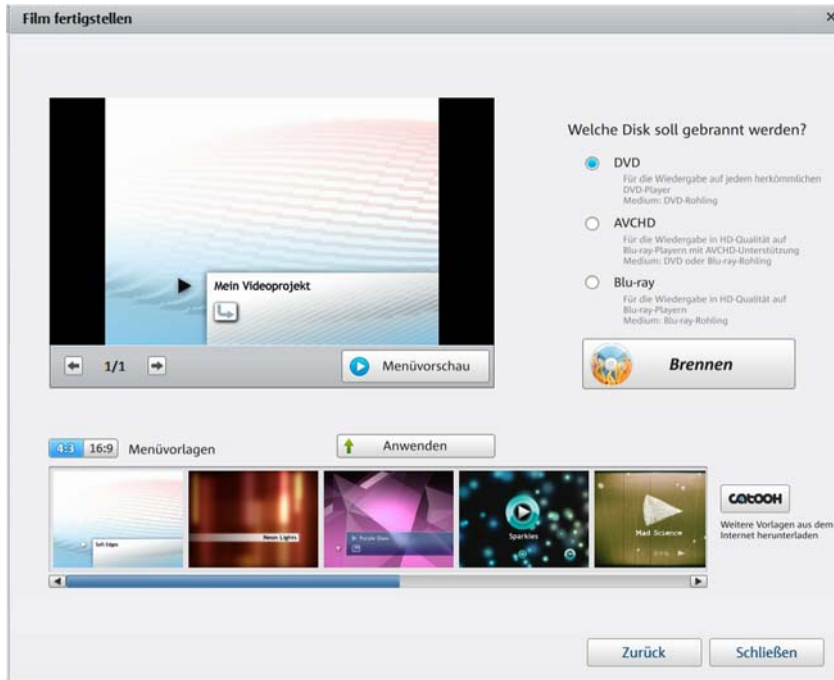 Film fertigstellen
Welche Disk soll gebrannt werden?
DVD
Für die Wiedergabe auf jedem herkömmlichen
DVD-Player
Medium: DVD-Rohling
AVCHD
Für die Wiedergabe in HD-Qualität auf
Blu-ray-Playern mit AVCHD-Unterstützung
Medium: DVD oder Blu-ray-Rohling
Blu-ray
Für die Wiedergabe in HD-Qualität auf
Blu-ray-Playern
Medium: Blu-ray-Rohling
Brennen
Mein Videoprojekt
1/1
Menüvorschau
4:3 16:9 Menüvorlagen
Anwenden
Soft Edges
Neon Lights
Purple Glass
Sparkles
Mad Science
catooh
Weitere Vorlagen aus dem
Internet herunterladen
Zurück
Schließen